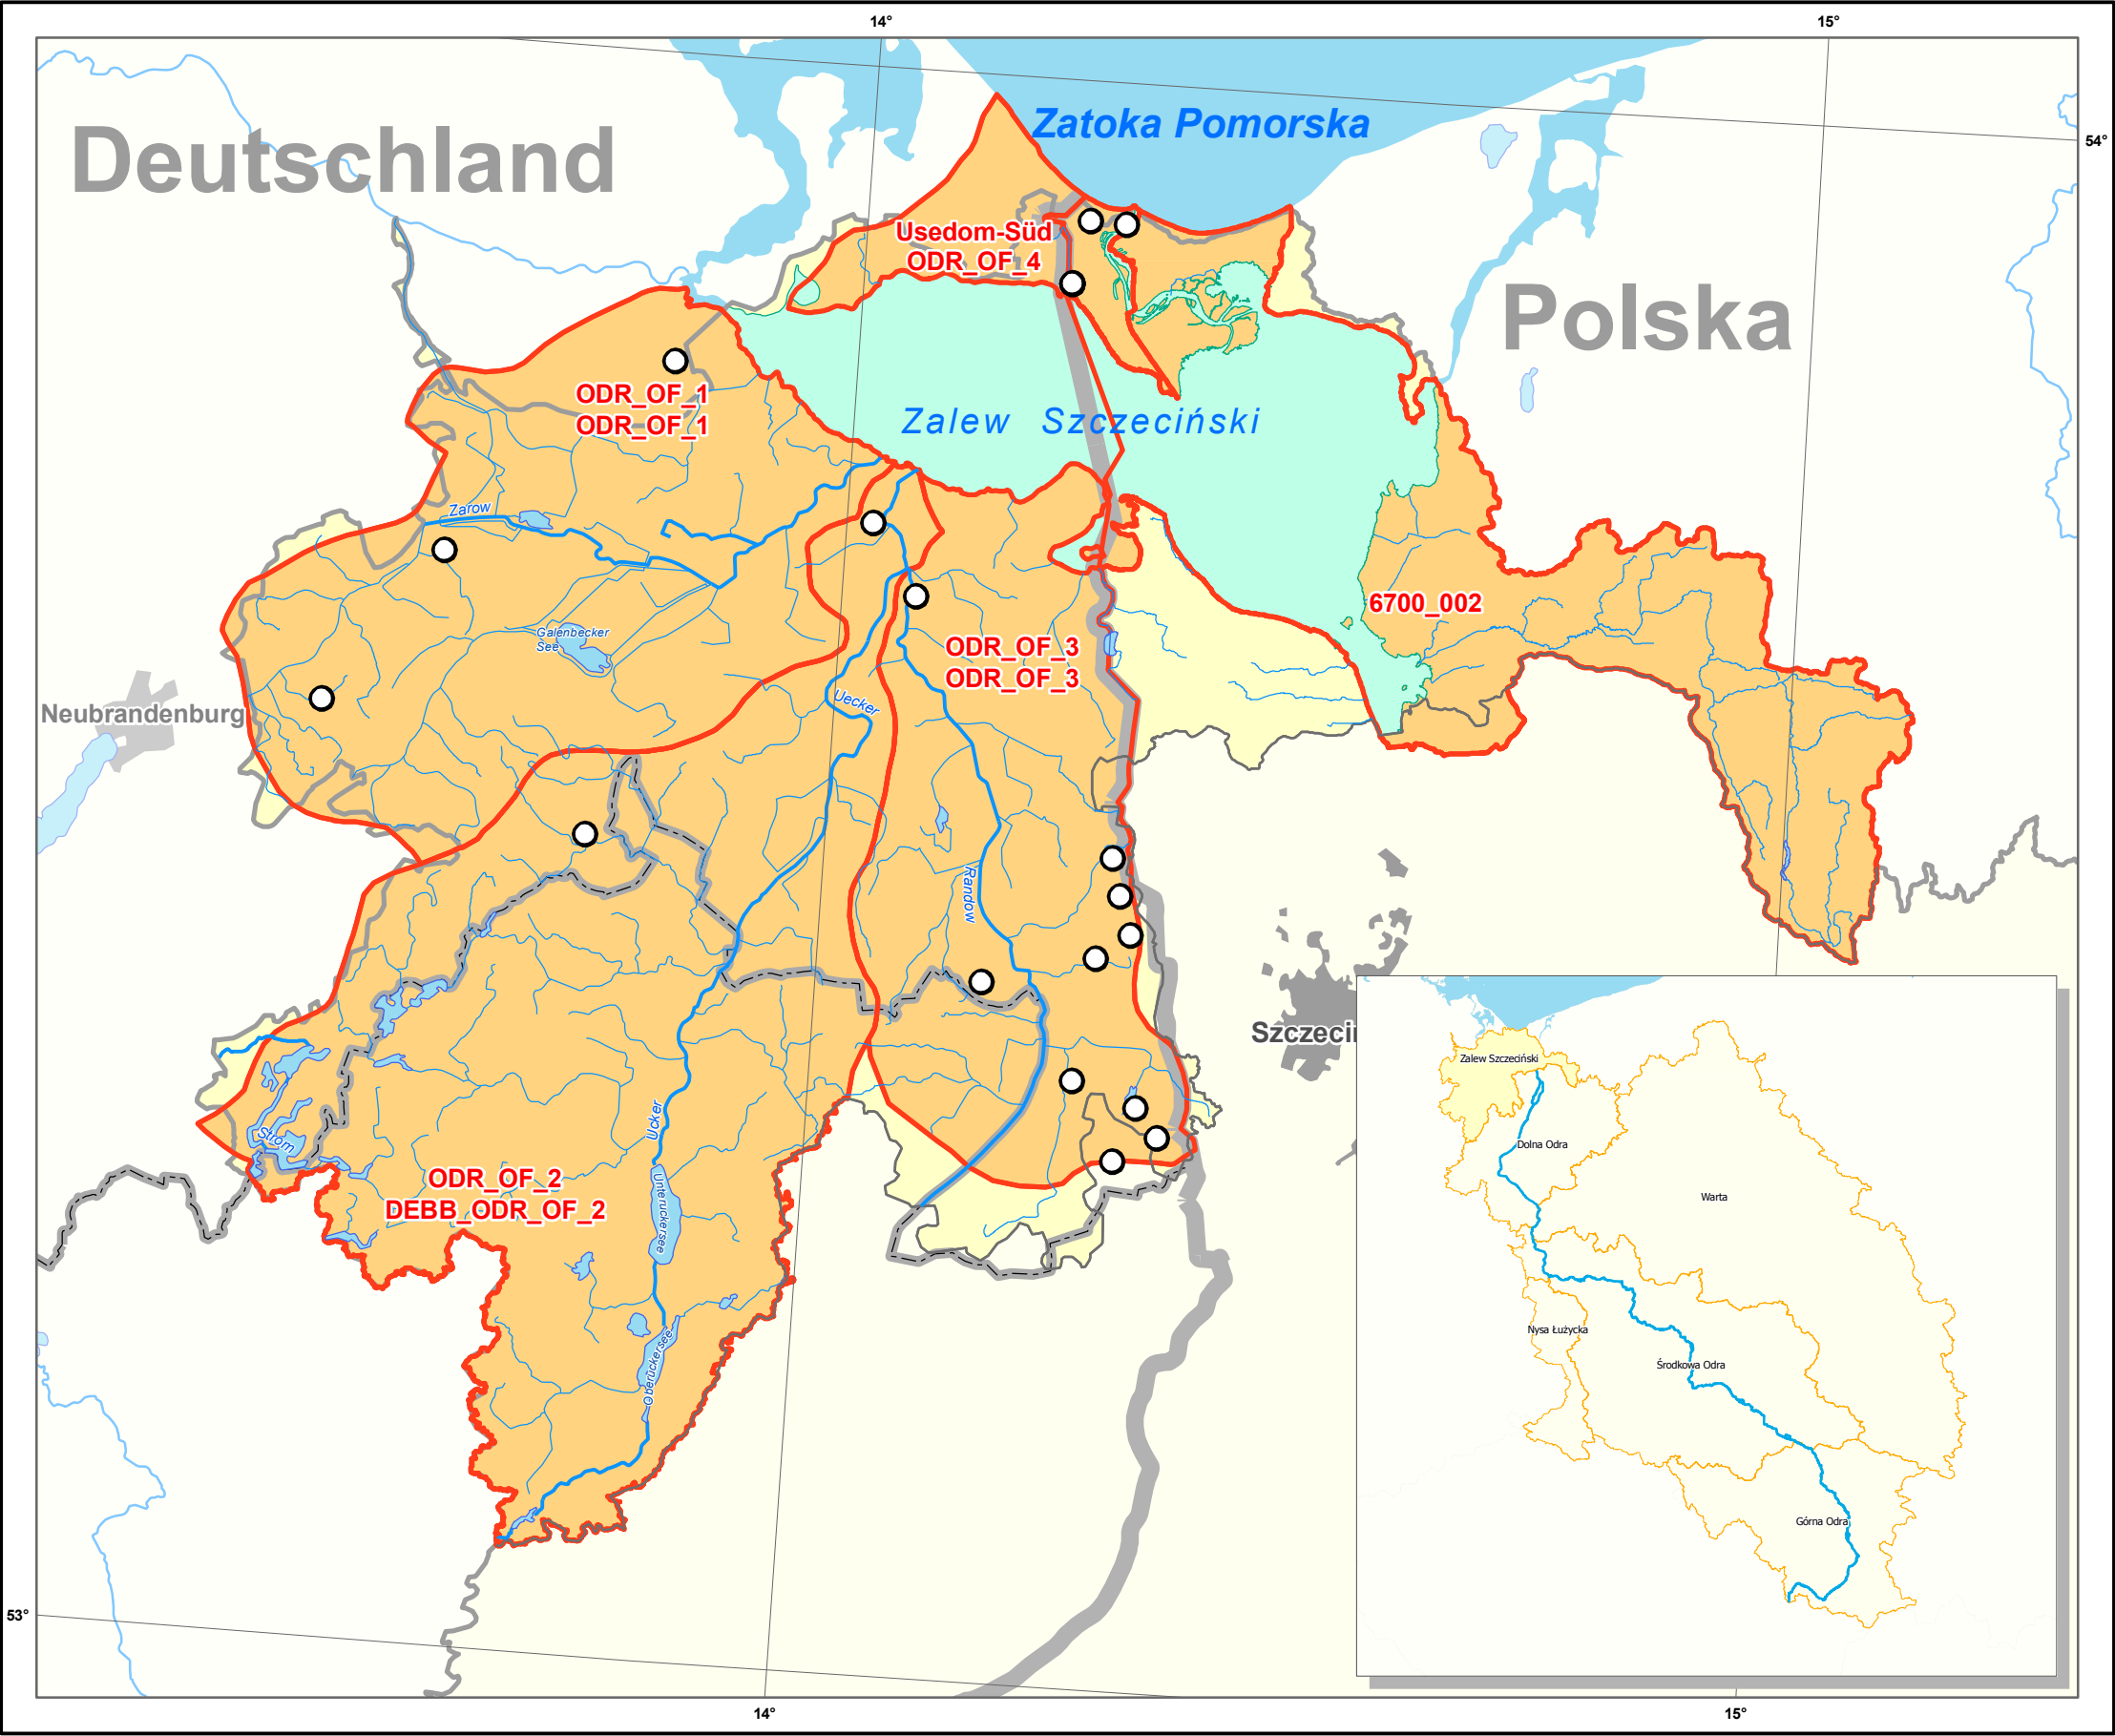 14°
15°
Zatoka Pomorska
Deutschland
54°
Usedom-Süd
ODR_OF_4
Polska
ODR_OF_1
ODR_OF_1
Zalew Szczeciński
Zarow
6700_002
Galenbecker
See
ODR_OF_3
ODR_OF_3
Uecker
Neubrandenburg
Randow
Szczecin
Zalew Szczeciński
Strom
Ucker
Dolna Odra
ODR_OF_2
DEBB_ODR_OF_2
Unteruckersee
Warta
Nysa Łużycka
Środkowa Odra
Oberuckersee
Górna Odra
53°
14°
15°